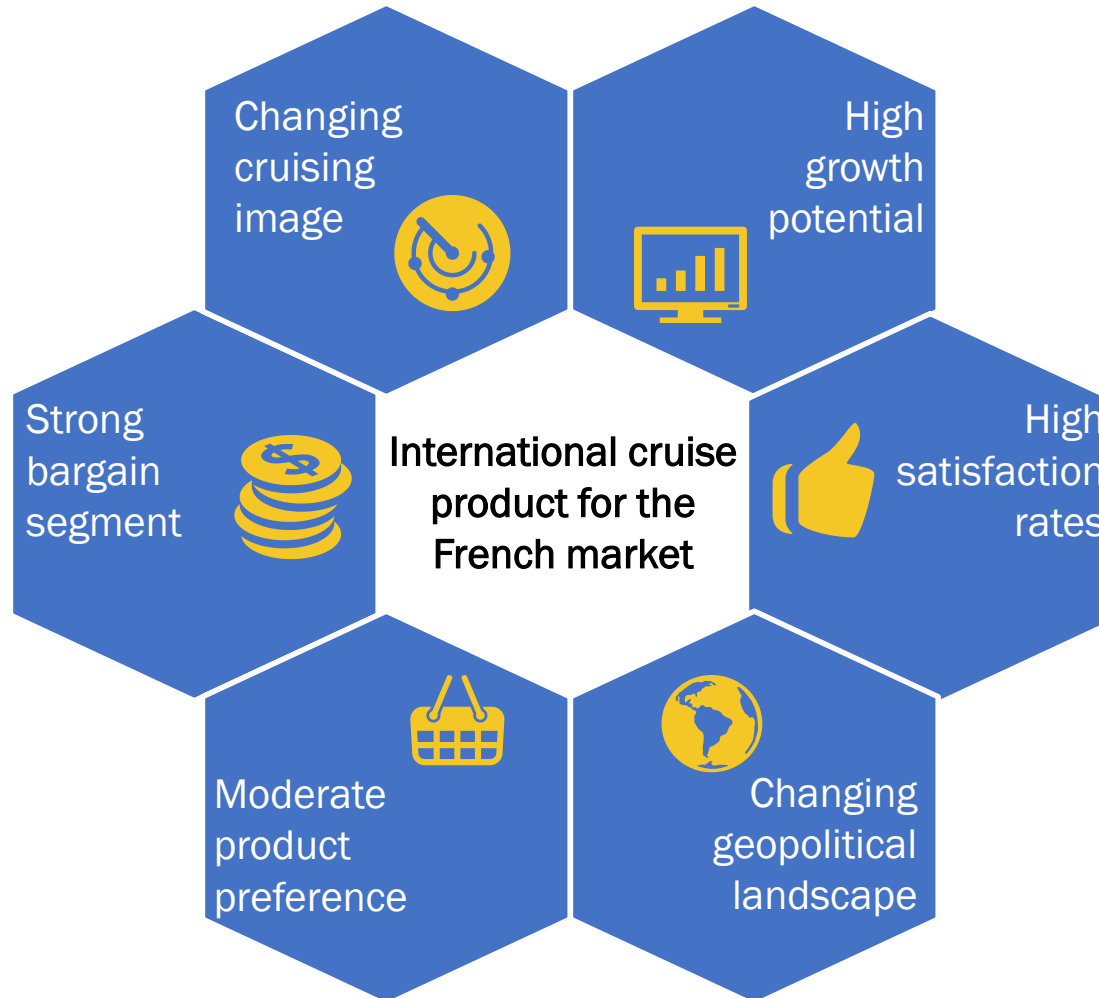 Changing
cruising
image
High
growth
potential
Strong
bargain
segment
International cruise
product for the
French market
High
satisfaction
rates
Moderate
product
preference
Changing
geopolitical
landscape